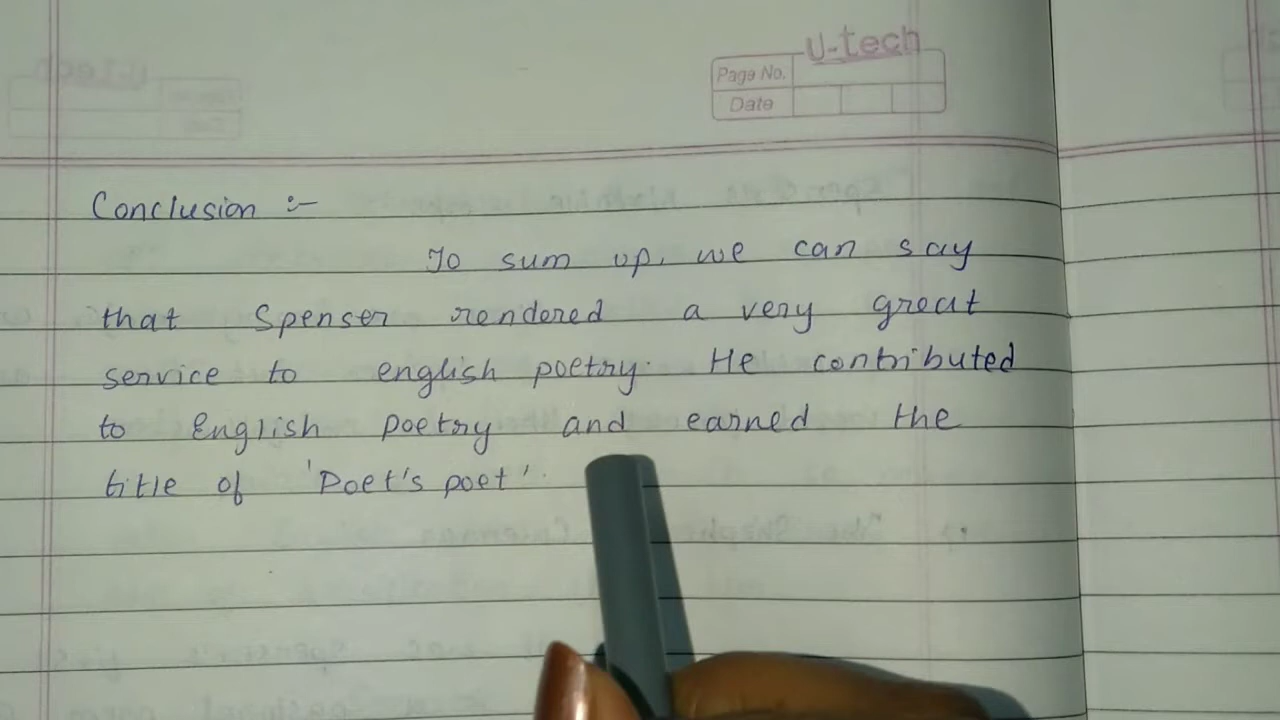 U-tech
Page No.
Date
Conclusion :-
To sum up, we can say
that Spenser rendered a very great
service to english poetry. He contributed
to English poetry and earned the
title of 'Poet's poet'.